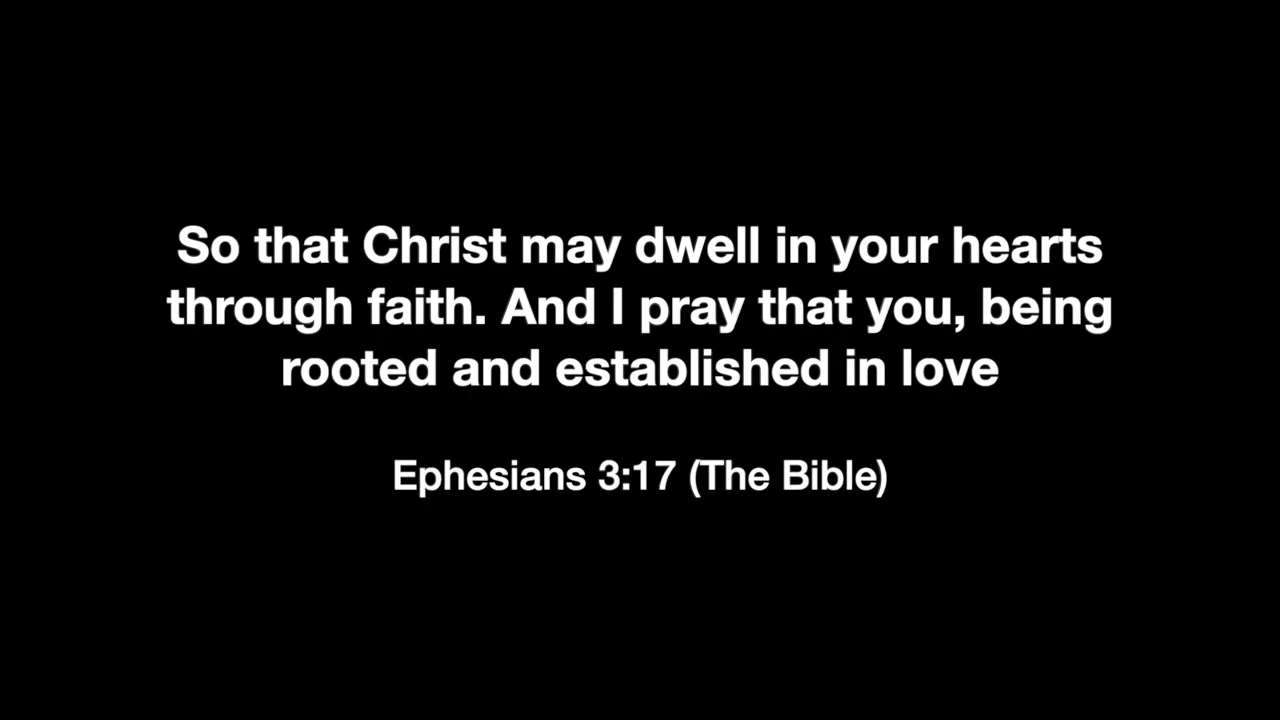 So that Christ may dwell in your hearts
through faith. And I pray that you, being
rooted and established in love
Ephesians 3:17 (The Bible)